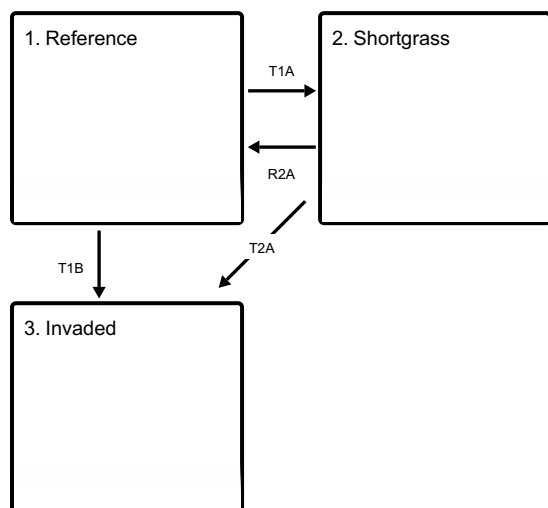 1. Reference
2. Shortgrass
T1A
R2A
T1B
T2A
3. Invaded